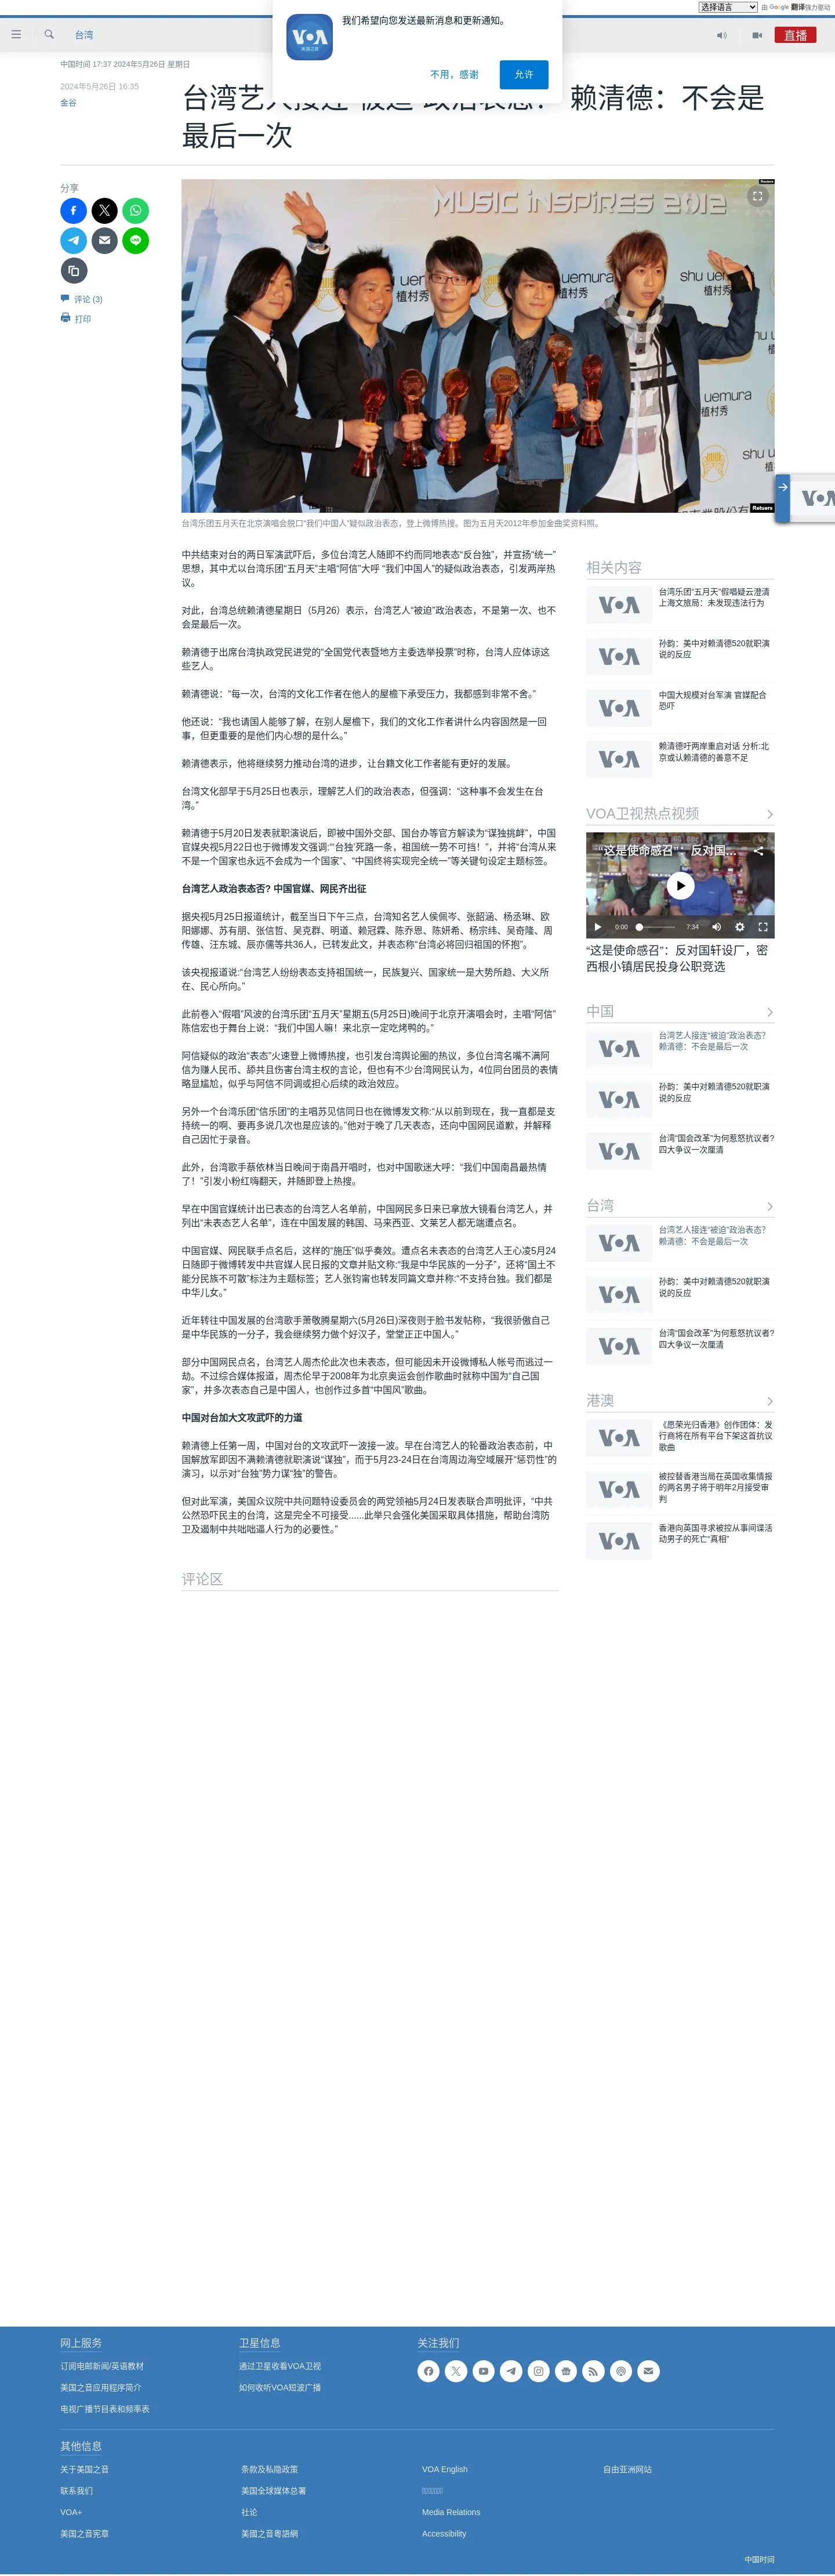 选择语言
由 Google 翻译强力驱动
我们希望向您发送最新消息和更新通知。
VOA
美国之音
不用，感谢
允许
台湾
直播
中国时间 17:37 2024年5月26日 星期日
2024年5月26日 16:35
金谷
最后一次
分享
评论 (3)
打印
MUSIC INSPIRES 2012
shu uemura
植村秀
Reuters
台湾乐团五月天在北京演唱会脱口“我们中国人”疑似政治表态，登上微博热搜。图为五月天2012年参加金曲奖资料照。
中共结束对台的两日军演武吓后，多位台湾艺人随即不约而同地表态“反台独”，并宣扬“统一”
思想，其中尤以台湾乐团“五月天”主唱“阿信”大呼 “我们中国人”的疑似政治表态，引发两岸热
议。
对此，台湾总统赖清德星期日（5月26）表示，台湾艺人“被迫”政治表态，不是第一次、也不
会是最后一次。
赖清德于出席台湾执政党民进党的“全国党代表暨地方主委选举投票”时称，台湾人应体谅这
些艺人。
赖清德说：“每一次，台湾的文化工作者在他人的屋檐下承受压力，我都感到非常不舍。”
他还说：“我也请国人能够了解，在别人屋檐下，我们的文化工作者讲什么内容固然是一回
事，但更重要的是他们内心想的是什么。”
赖清德表示，他将继续努力推动台湾的进步，让台籍文化工作者能有更好的发展。
台湾文化部早于5月25日也表示，理解艺人们的政治表态，但强调：“这种事不会发生在台
湾。”
赖清德于5月20日发表就职演说后，即被中国外交部、国台办等官方解读为“谋独挑衅”，中国
官媒央视5月22日也于微博发文强调:“‘台独’死路一条，祖国统一势不可挡！”，并将“台湾从来
不是一个国家也永远不会成为一个国家”、“中国终将实现完全统一”等关键句设定主题标签。
台湾艺人政治表态否? 中国官媒、网民齐出征
据央视5月25日报道统计，截至当日下午三点，台湾知名艺人侯佩岑、张韶涵、杨丞琳、欧
阳娜娜、苏有朋、张信哲、吴克群、明道、赖冠霖、陈乔恩、陈妍希、杨宗纬、吴奇隆、周
传雄、汪东城、辰亦儒等共36人，已转发此文，并表态称“台湾必将回归祖国的怀抱”。
该央视报道说:“台湾艺人纷纷表态支持祖国统一，民族复兴、国家统一是大势所趋、大义所
在、民心所向。”
此前卷入“假唱”风波的台湾乐团“五月天”星期五(5月25日)晚间于北京开演唱会时，主唱“阿信”
陈信宏也于舞台上说：“我们中国人嘛！来北京一定吃烤鸭的。”
阿信疑似的政治“表态”火速登上微博热搜，也引发台湾舆论圈的热议，多位台湾名嘴不满阿
信为赚人民币、舔共且伤害台湾主权的言论，但也有不少台湾网民认为，4位同台团员的表情
略显尴尬，似乎与阿信不同调或担心后续的政治效应。
另外一个台湾乐团“信乐团”的主唱苏见信同日也在微博发文称:“从以前到现在，我一直都是支
持统一的啊、要再多说几次也是应该的。”他对于晚了几天表态，还向中国网民道歉，并解释
自己因忙于录音。
此外，台湾歌手蔡依林当日晚间于南昌开唱时，也对中国歌迷大呼：“我们中国南昌最热情
了！”引发小粉红嗨翻天，并随即登上热搜。
早在中国官媒统计出已表态的台湾艺人名单前，中国网民多日来已拿放大镜看台湾艺人，并
列出“未表态艺人名单”，连在中国发展的韩国、马来西亚、文莱艺人都无端遭点名。
中国官媒、网民联手点名后，这样的“施压”似乎奏效。遭点名未表态的台湾艺人王心凌5月24
日随即于微博转发中共官媒人民日报的文章并贴文称:“我是中华民族的一分子”，还将“国土不
能分民族不可散”标注为主题标签；艺人张钧甯也转发同篇文章并称:“不支持台独。我们都是
中华儿女。”
近年转往中国发展的台湾歌手萧敬腾星期六(5月26日)深夜则于脸书发帖称，“我很骄傲自己
是中华民族的一分子，我会继续努力做个好汉子，堂堂正正中国人。”
部分中国网民点名，台湾艺人周杰伦此次也未表态，但可能因未开设微博私人帐号而逃过一
劫。不过综合媒体报道，周杰伦早于2008年为北京奥运会创作歌曲时就称中国为“自己国
家”，并多次表态自己是中国人，也创作过多首“中国风”歌曲。
中国对台加大文攻武吓的力道
赖清德上任第一周，中国对台的文攻武吓一波接一波。早在台湾艺人的轮番政治表态前，中
国解放军即因不满赖清德就职演说“谋独”，而于5月23-24日在台湾周边海空域展开“惩罚性”的
演习，以示对“台独”势力谋“独”的警告。
但对此军演，美国众议院中共问题特设委员会的两党领袖5月24日发表联合声明批评，“中共
公然恐吓民主的台湾，这是完全不可接受......此举只会强化美国采取具体措施，帮助台湾防
卫及遏制中共咄咄逼人行为的必要性。”
评论区
相关内容
台湾乐团“五月天”假唱疑云澄清
上海文旅局：未发现违法行为
孙韵：美中对赖清德520就职演
说的反应
中国大规模对台军演 官媒配合
恐吓
赖清德吁两岸重启对话 分析:北
京或认赖清德的善意不足
VOA卫视热点视频
“这是使命感召”：反对国...
0:00
7:34
“这是使命感召”：反对国轩设厂，密
西根小镇居民投身公职竞选
中国
台湾艺人接连“被迫”政治表态？
赖清德：不会是最后一次
孙韵：美中对赖清德520就职演
说的反应
台湾“国会改革”为何惹怒抗议者?
四大争议一次厘清
台湾
台湾艺人接连“被迫”政治表态？
赖清德：不会是最后一次
孙韵：美中对赖清德520就职演
说的反应
台湾“国会改革”为何惹怒抗议者?
四大争议一次厘清
港澳
《愿荣光归香港》创作团体：发
行商将在所有平台下架这首抗议
歌曲
被控替香港当局在英国收集情报
的两名男子将于明年2月接受审
判
香港向英国寻求被控从事间谍活
动男子的死亡“真相”
网上服务
订阅电邮新闻/英语教材
美国之音应用程序简介
电视广播节目表和频率表
卫星信息
通过卫星收看VOA卫视
如何收听VOA短波广播
关注我们
其他信息
关于美国之音
联系我们
VOA+
美国之音宪章
条款及私隐政策
美国全球媒体总署
社论
美國之音粵語網
VOA English
Media Relations
Accessibility
自由亚洲网站
中国时间